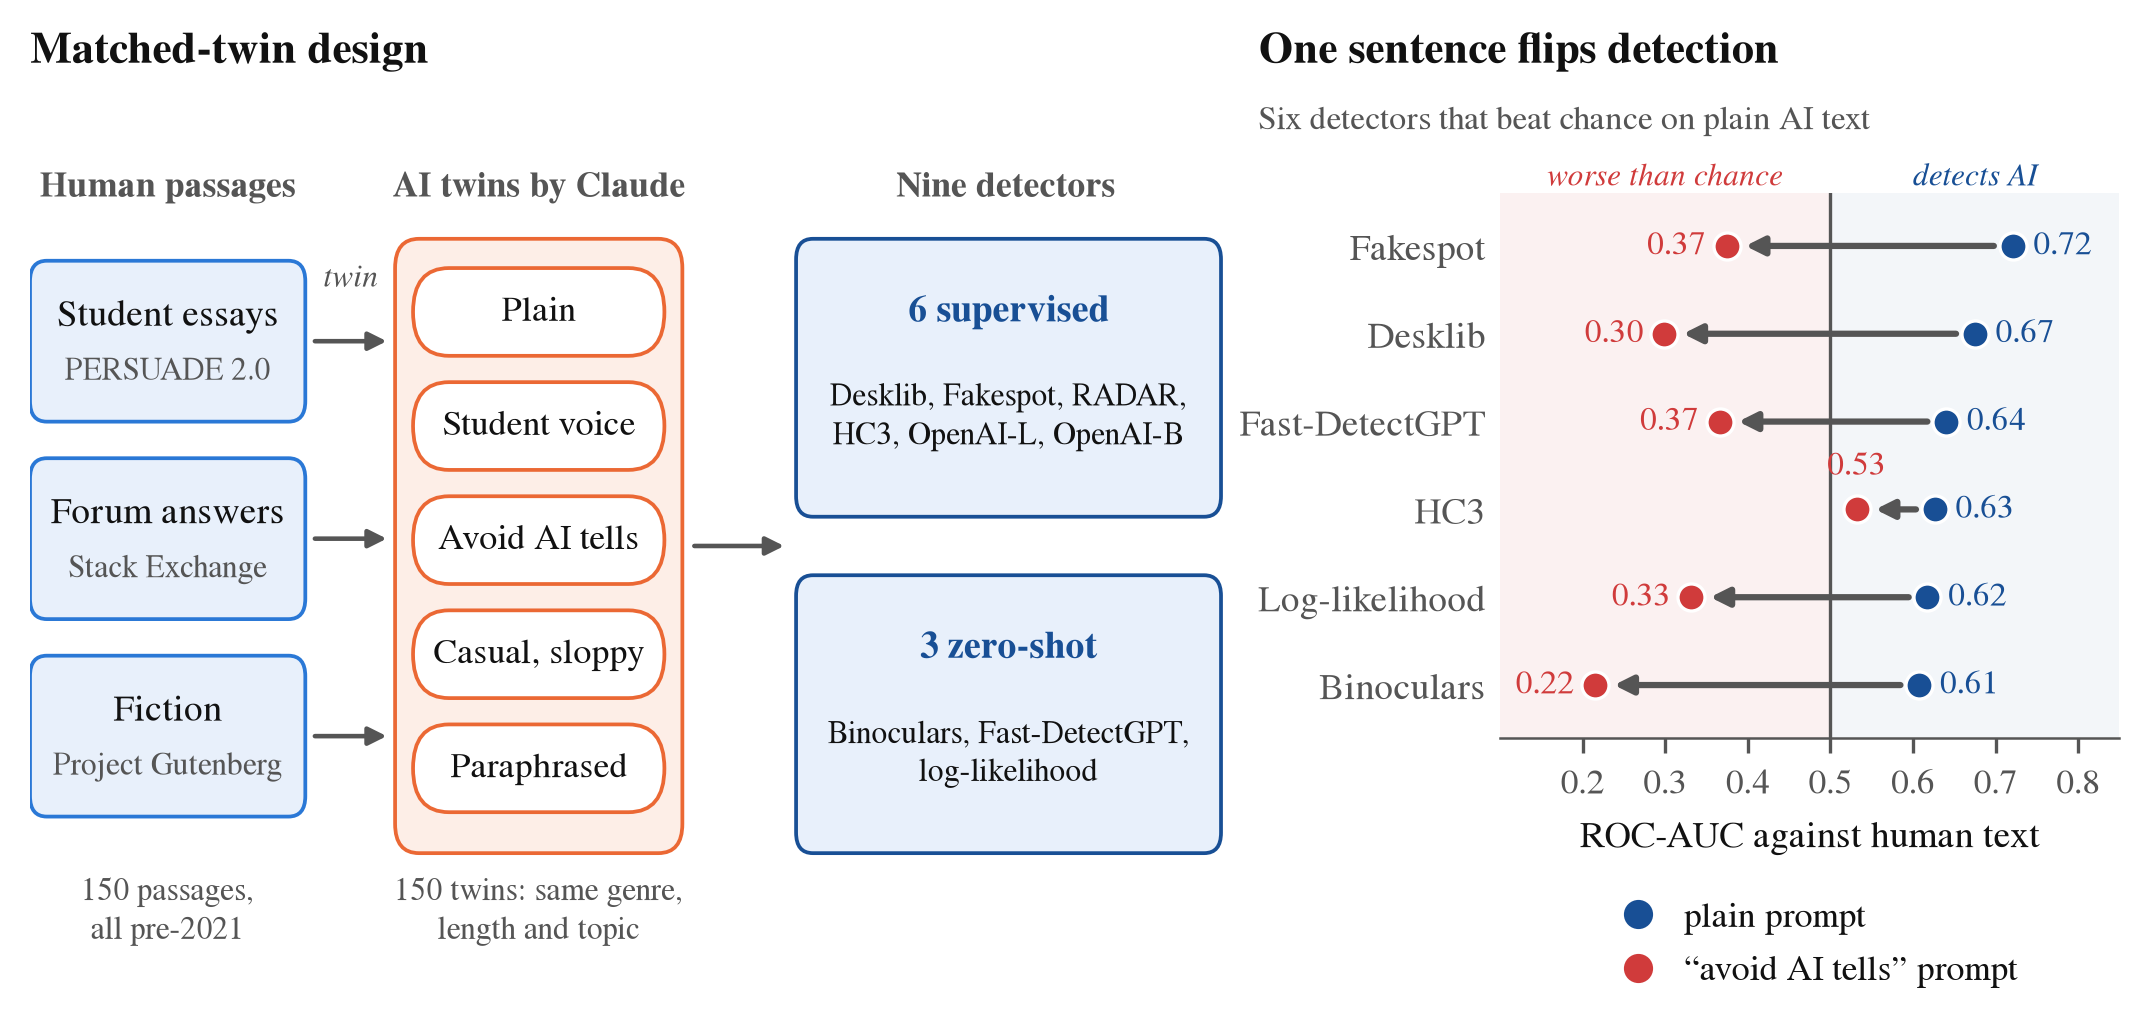 Matched-twin design
Human passages
AI twins by Claude
Nine detectors
Student essays
PERSUADE 2.0
Forum answers
Stack Exchange
Fiction
Project Gutenberg
twin
Plain
Student voice
Avoid AI tells
Casual, sloppy
Paraphrased
6 supervised
Desklib, Fakespot, RADAR,
HC3, OpenAI-L, OpenAI-B
3 zero-shot
Binoculars, Fast-DetectGPT,
log-likelihood
150 passages,
all pre-2021
150 twins: same genre,
length and topic
One sentence flips detection
Six detectors that beat chance on plain AI text
worse than chance
detects AI
Fakespot 0.37 0.72
Desklib 0.30 0.67
Fast-DetectGPT 0.37 0.64
HC3 0.53 0.63
Log-likelihood 0.33 0.62
Binoculars 0.22 0.61
0.2 0.3 0.4 0.5 0.6 0.7 0.8
ROC-AUC against human text
plain prompt
“avoid AI tells” prompt